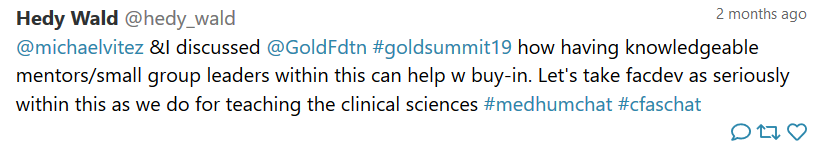 Hedy Wald @hedy_wald 2 months ago
@michaelvitez &I discussed @GoldFdtn #goldsummit19 how having knowledgeable
mentors/small group leaders within this can help w buy-in. Let's take facdev as seriously
within this as we do for teaching the clinical sciences #medhumchat #cfaschat